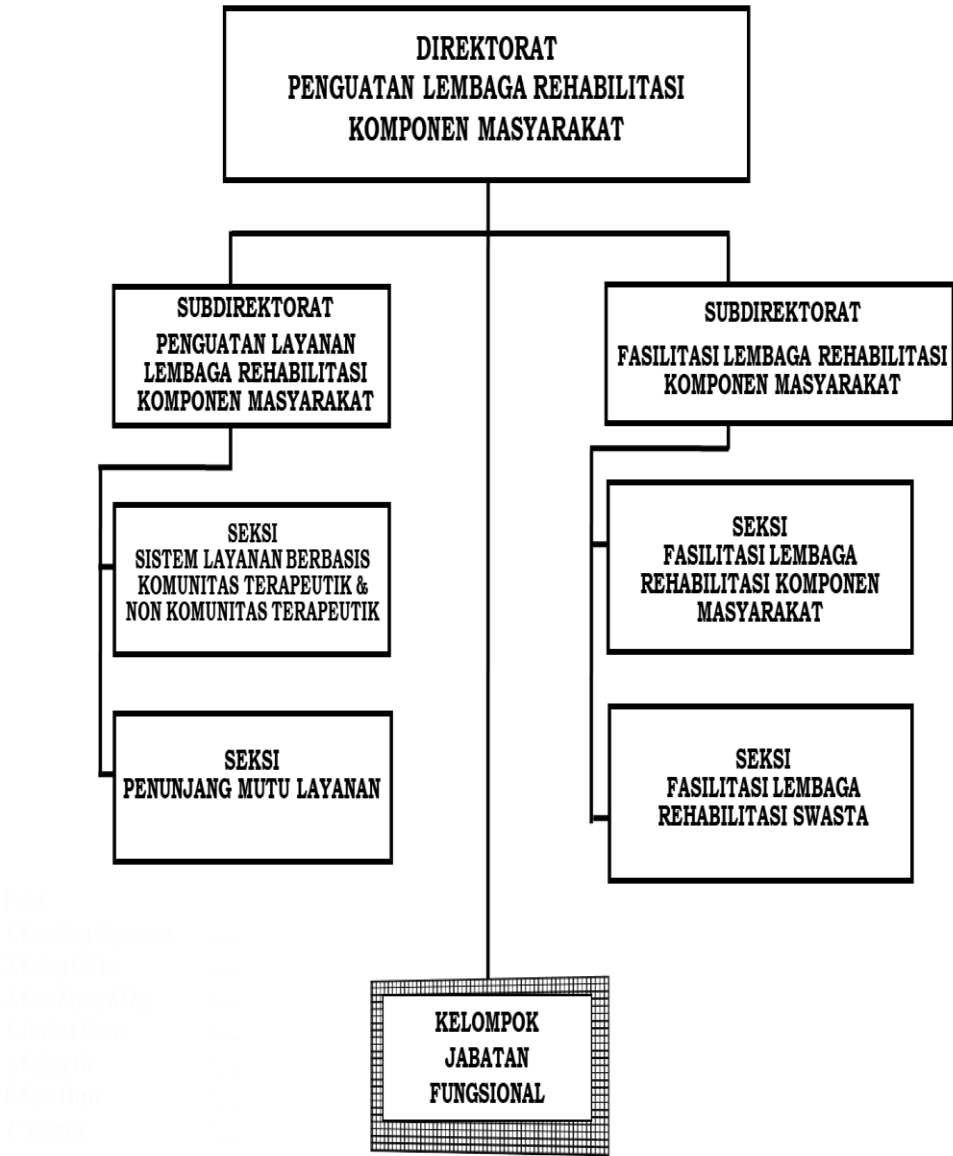 DIREKTORAT
PENGUATAN LEMBAGA REHABILITASI
KOMPONEN MASYARAKAT
SUBDIREKTORAT
PENGUATAN LAYANAN
LEMBAGA REHABILITASI
KOMPONEN MASYARAKAT
SUBDIREKTORAT
FASILITASI LEMBAGA REHABILITASI
KOMPONEN MASYARAKAT
SEKSI
SISTEM LAYANAN BERBASIS
KOMUNITAS TERAPEUTIK &
NON KOMUNITAS TERAPEUTIK
SEKSI
PENUNJANG MUTU LAYANAN
SEKSI
FASILITASI LEMBAGA
REHABILITASI KOMPONEN
MASYARAKAT
SEKSI
FASILITASI LEMBAGA
REHABILITASI SWASTA
KELOMPOK
JABATAN
FUNGSIONAL